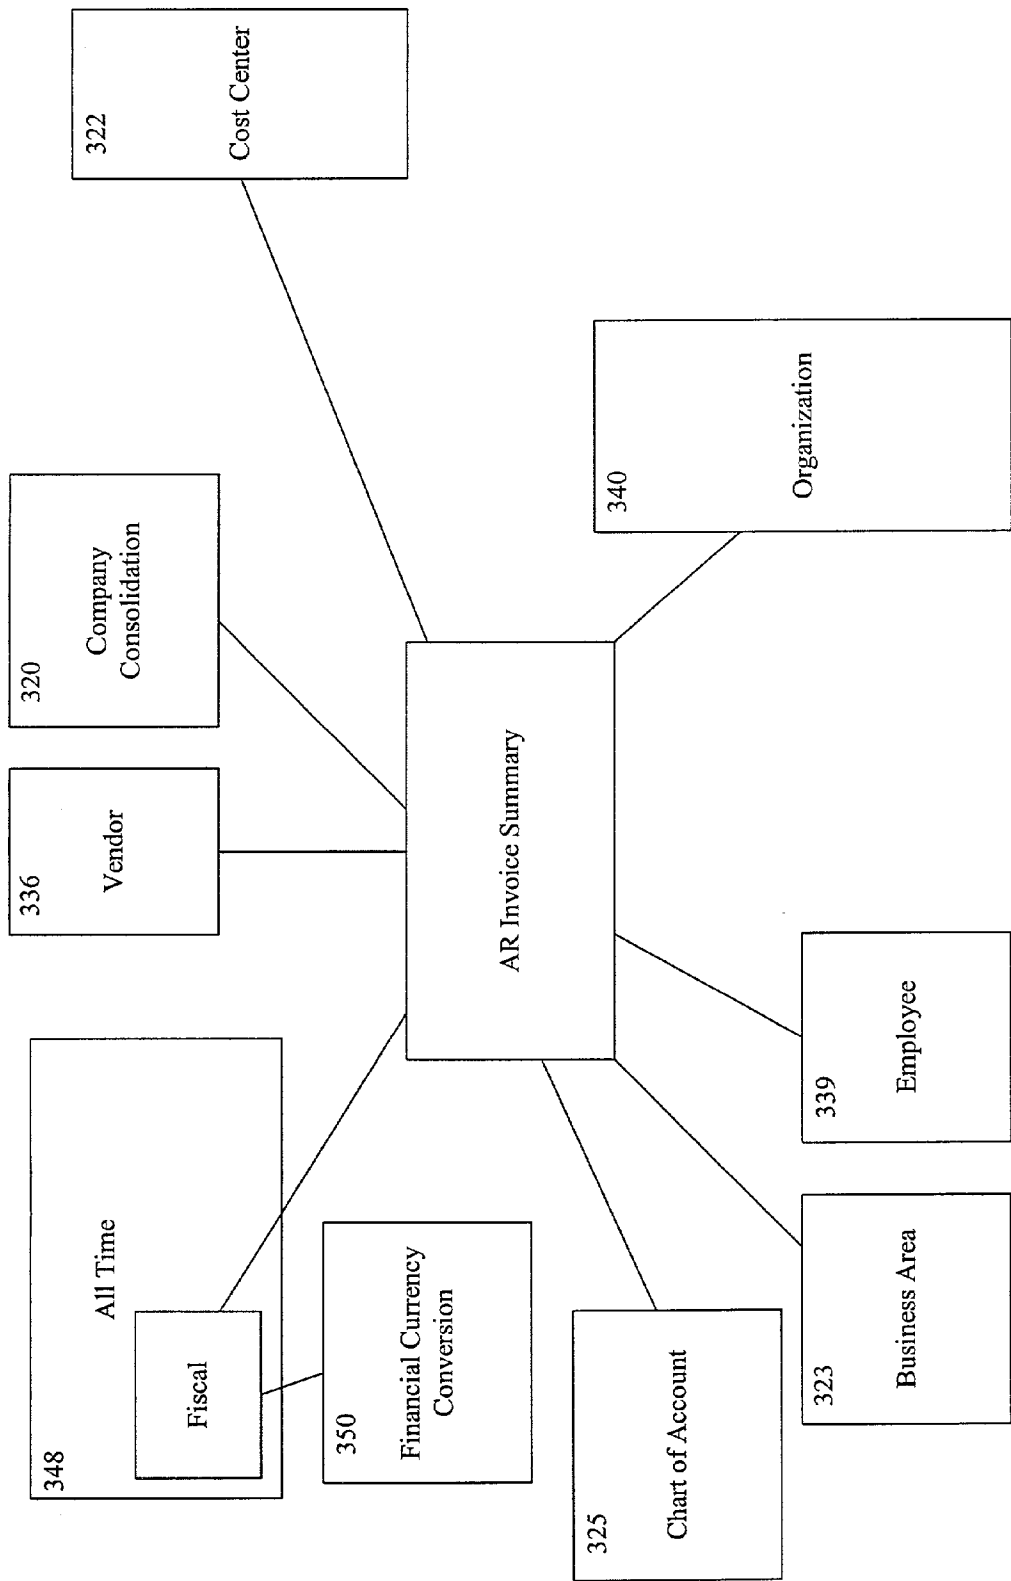 348
All Time
Fiscal
336
Vendor
320
Company
Consolidation
322
Cost Center
350
Financial Currency
Conversion
AR Invoice Summary
325
Chart of Account
323
Business Area
339
Employee
340
Organization